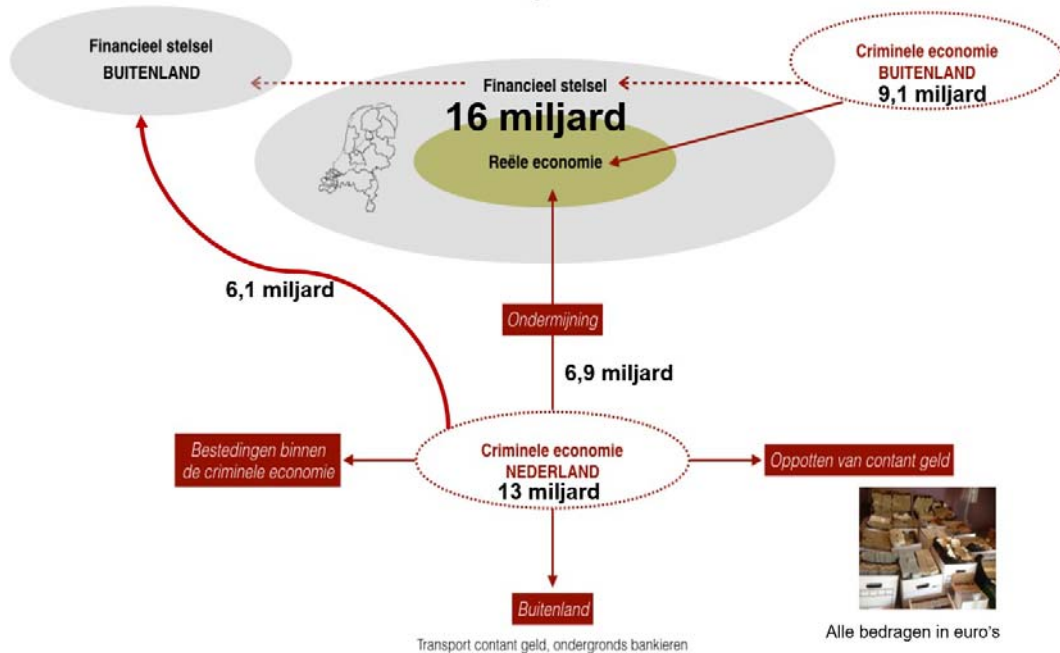 Financieel stelsel
BUITENLAND
Criminele economie
BUITENLAND
9,1 miljard
Financieel stelsel
16 miljard
Reële economie
6,1 miljard
Ondermijning
6,9 miljard
Bestedingen binnen
de criminele economie
Criminele economie
NEDERLAND
13 miljard
Oppotten van contant geld
Buitenland
Transport contant geld, ondergronds bankieren
Alle bedragen in euro's